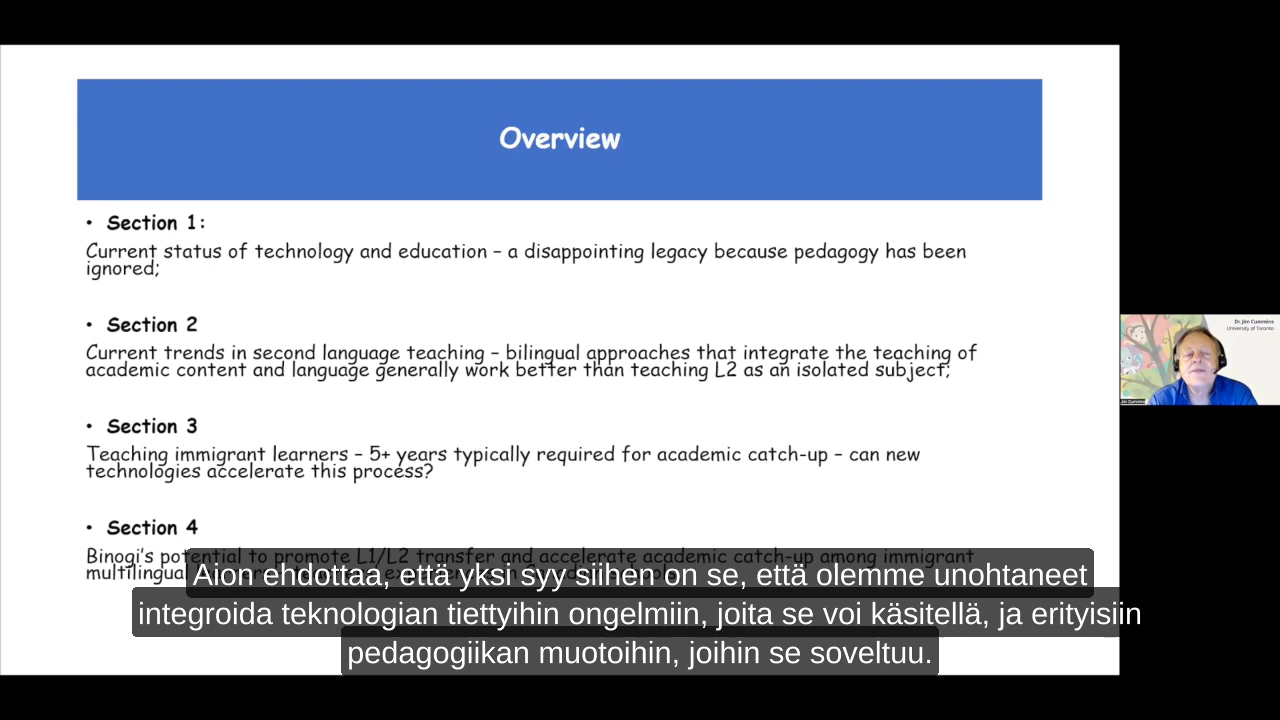 Overview
• Section 1:
Current status of technology and education – a disappointing legacy because pedagogy has been
ignored;
• Section 2
Current trends in second language teaching – bilingual approaches that integrate the teaching of
academic content and language generally work better than teaching L2 as an isolated subject;
• Section 3
Teaching immigrant learners – 5+ years typically required for academic catch-up – can new
technologies accelerate this process?
• Section 4
Binogi's potential to promote L1/L2 transfer and accelerate academic catch-up among immigrant
multilingual
Aion ehdottaa, että yksi syy siihen on se, että olemme unohtaneet
integroida teknologian tiettyihin ongelmiin, joita se voi käsitellä, ja erityisiin
pedagogiikan muotoihin, joihin se soveltuu.
Dr. Jim Cummins
University of Toronto
Jim Cummins